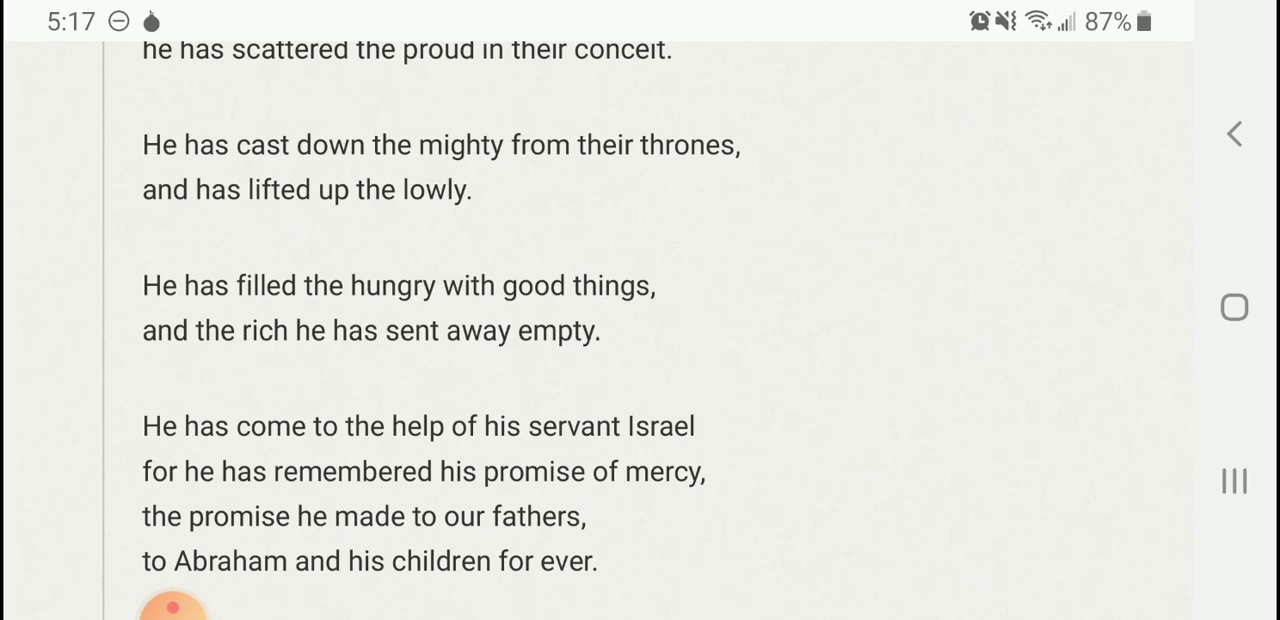 5:17
87%
he has scattered the proud in their conceit.
He has cast down the mighty from their thrones,
and has lifted up the lowly.
He has filled the hungry with good things,
and the rich he has sent away empty.
He has come to the help of his servant Israel
for he has remembered his promise of mercy,
the promise he made to our fathers,
to Abraham and his children for ever.